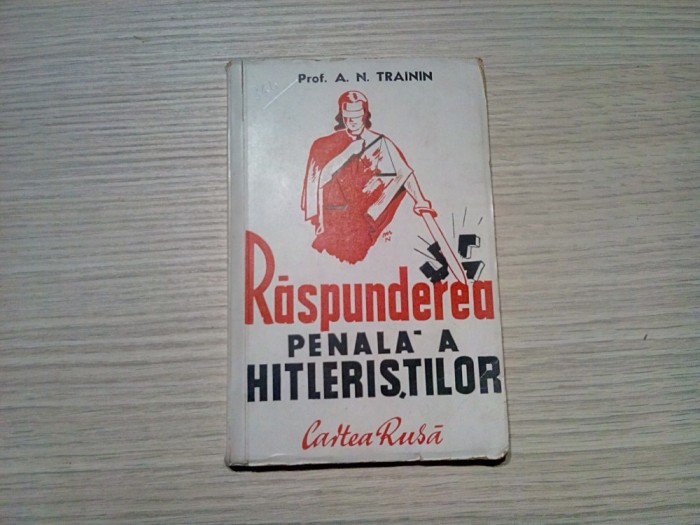 Prof. A. N. TRAININ
Răspunderea
PENALĂ A
HITLERIȘTILOR
Cartea Rusă